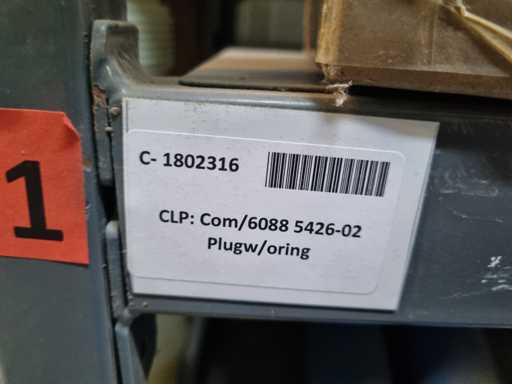 1
C- 1802316
CLP: Com/6088 5426-02
Plugw/oring